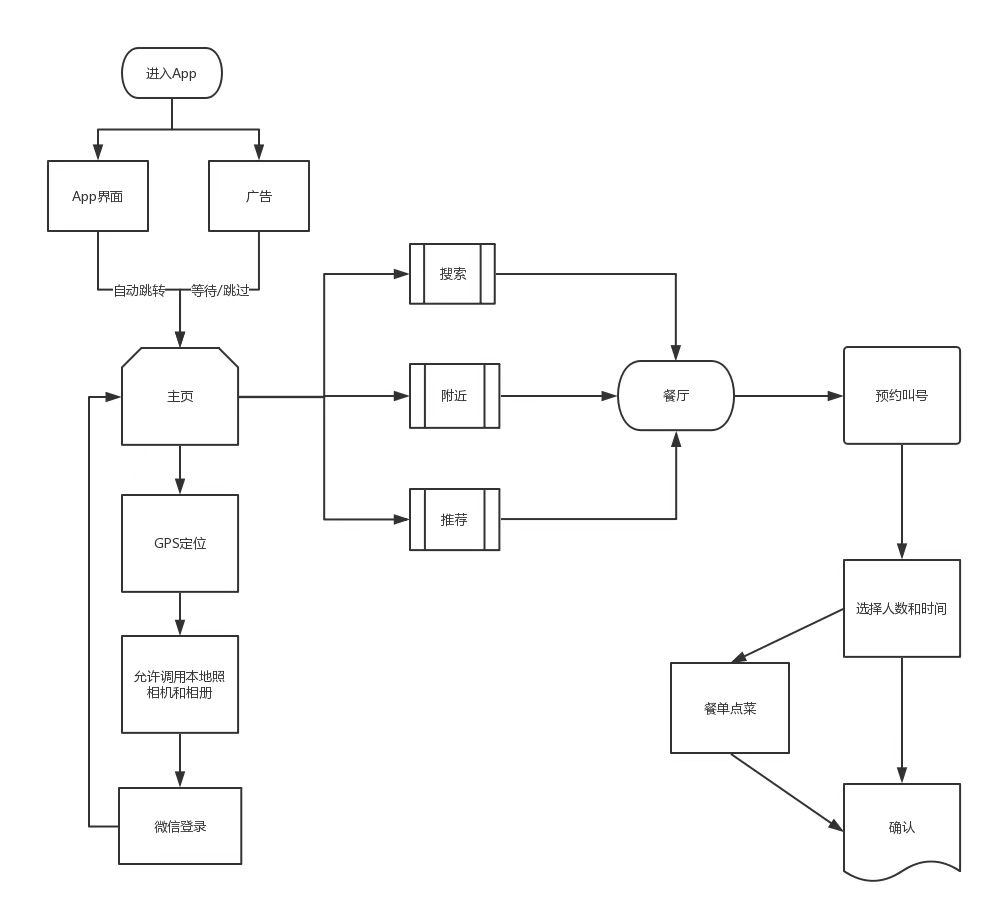 进入App
App界面
广告
自动跳转
等待/跳过
搜索
主页
附近
餐厅
预约叫号
推荐
GPS定位
选择人数和时间
允许调用本地照
相机和相册
餐单点菜
微信登录
确认